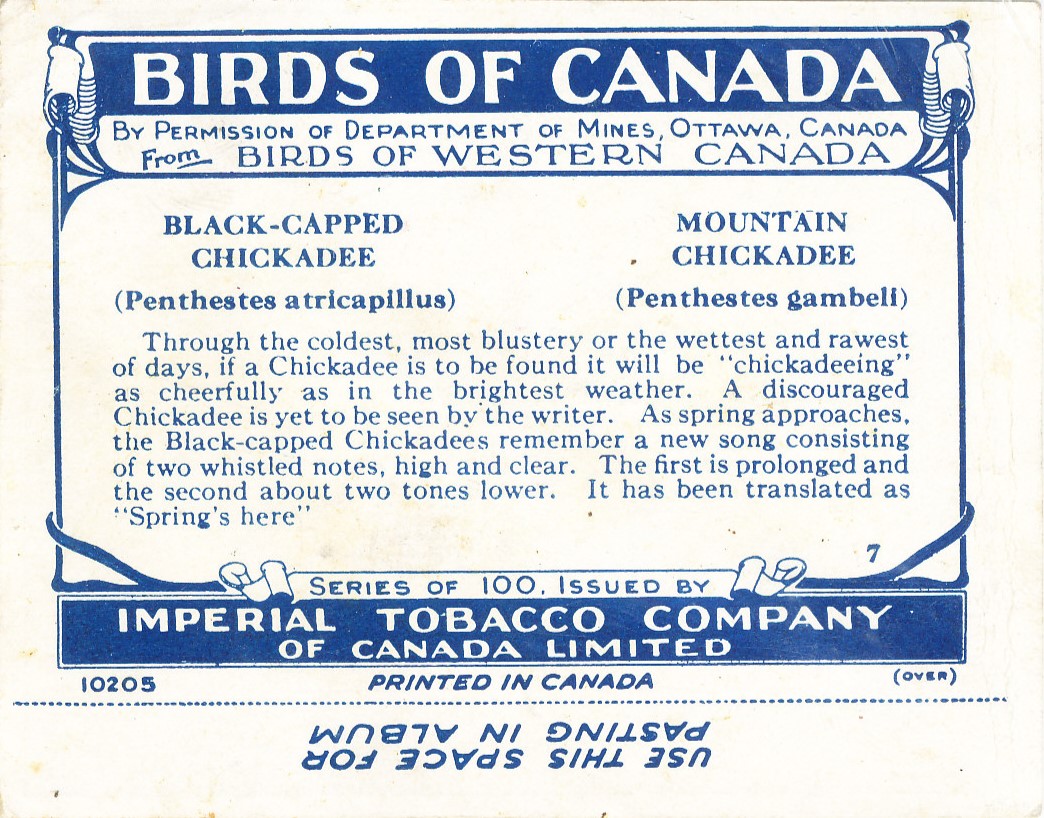 BIRDS OF CANADA
BY PERMISSION OF DEPARTMENT OF MINES, OTTAWA, CANADA
From BIRDS OF WESTERN CANADA
BLACK-CAPPED
CHICKADEE
(Penthestes atricapillus)
MOUNTAIN
CHICKADEE
(Penthestes gambeli)
Through the coldest, most blustery or the wettest and rawest
of days, if a Chickadee is to be found it will be "chickadeeing"
as cheerfully as in the brightest weather. A discouraged
Chickadee is yet to be seen by the writer. As spring approaches,
the Black-capped Chickadees remember a new song consisting
of two whistled notes, high and clear. The first is prolonged and
the second about two tones lower. It has been translated as
"Spring's here"
7
SERIES OF 100, ISSUED BY
IMPERIAL TOBACCO COMPANY
OF CANADA LIMITED
10205 PRINTED IN CANADA (OVER)
USE THIS SPACE FOR
PASTING IN ALBUM